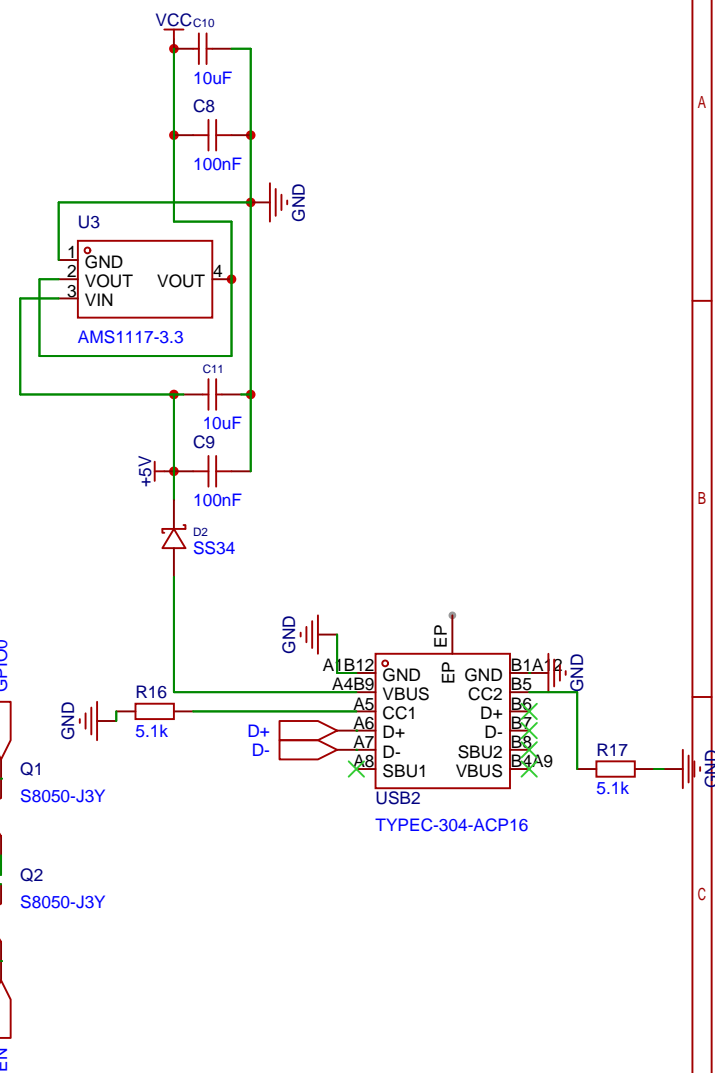 VCC
C10
10uF
A
C8
100nF
GND
U3
1
GND
2
VOUT
VOUT
4
3
VIN
AMS1117-3.3
C11
10uF
C9
+5V
100nF
B
D2
SS34
GND
EP
GPIO0
A1B12
GND
EP
GND
B1A12
GND
A4B9
VBUS
CC2
B5
R16
A5
CC1
D+
B6
GND
5.1k
D+
A6
D+
D-
B7
D-
A7
D-
SBU2
B8
R17
A8
SBU1
VBUS
B4A9
GND
5.1k
Q1
S8050-J3Y
USB2
TYPEC-304-ACP16
Q2
S8050-J3Y
C
EN